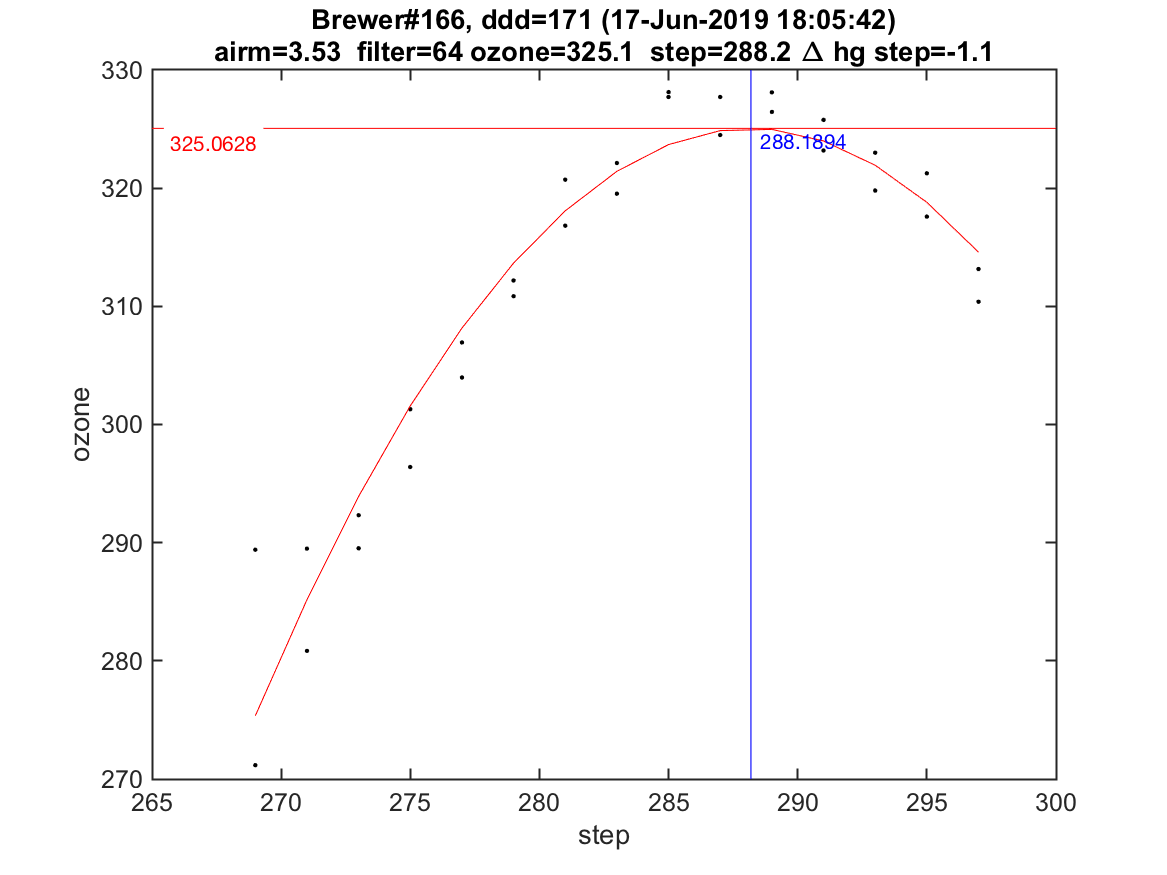 Brewer#166, ddd=171 (17-Jun-2019 18:05:42)
airm=3.53 filter=64 ozone=325.1 step=288.2 Δ hg step=-1.1
330
325.0628
288.1894
320
310
300
290
280
270
ozone
265 270 275 280 285 290 295 300
step